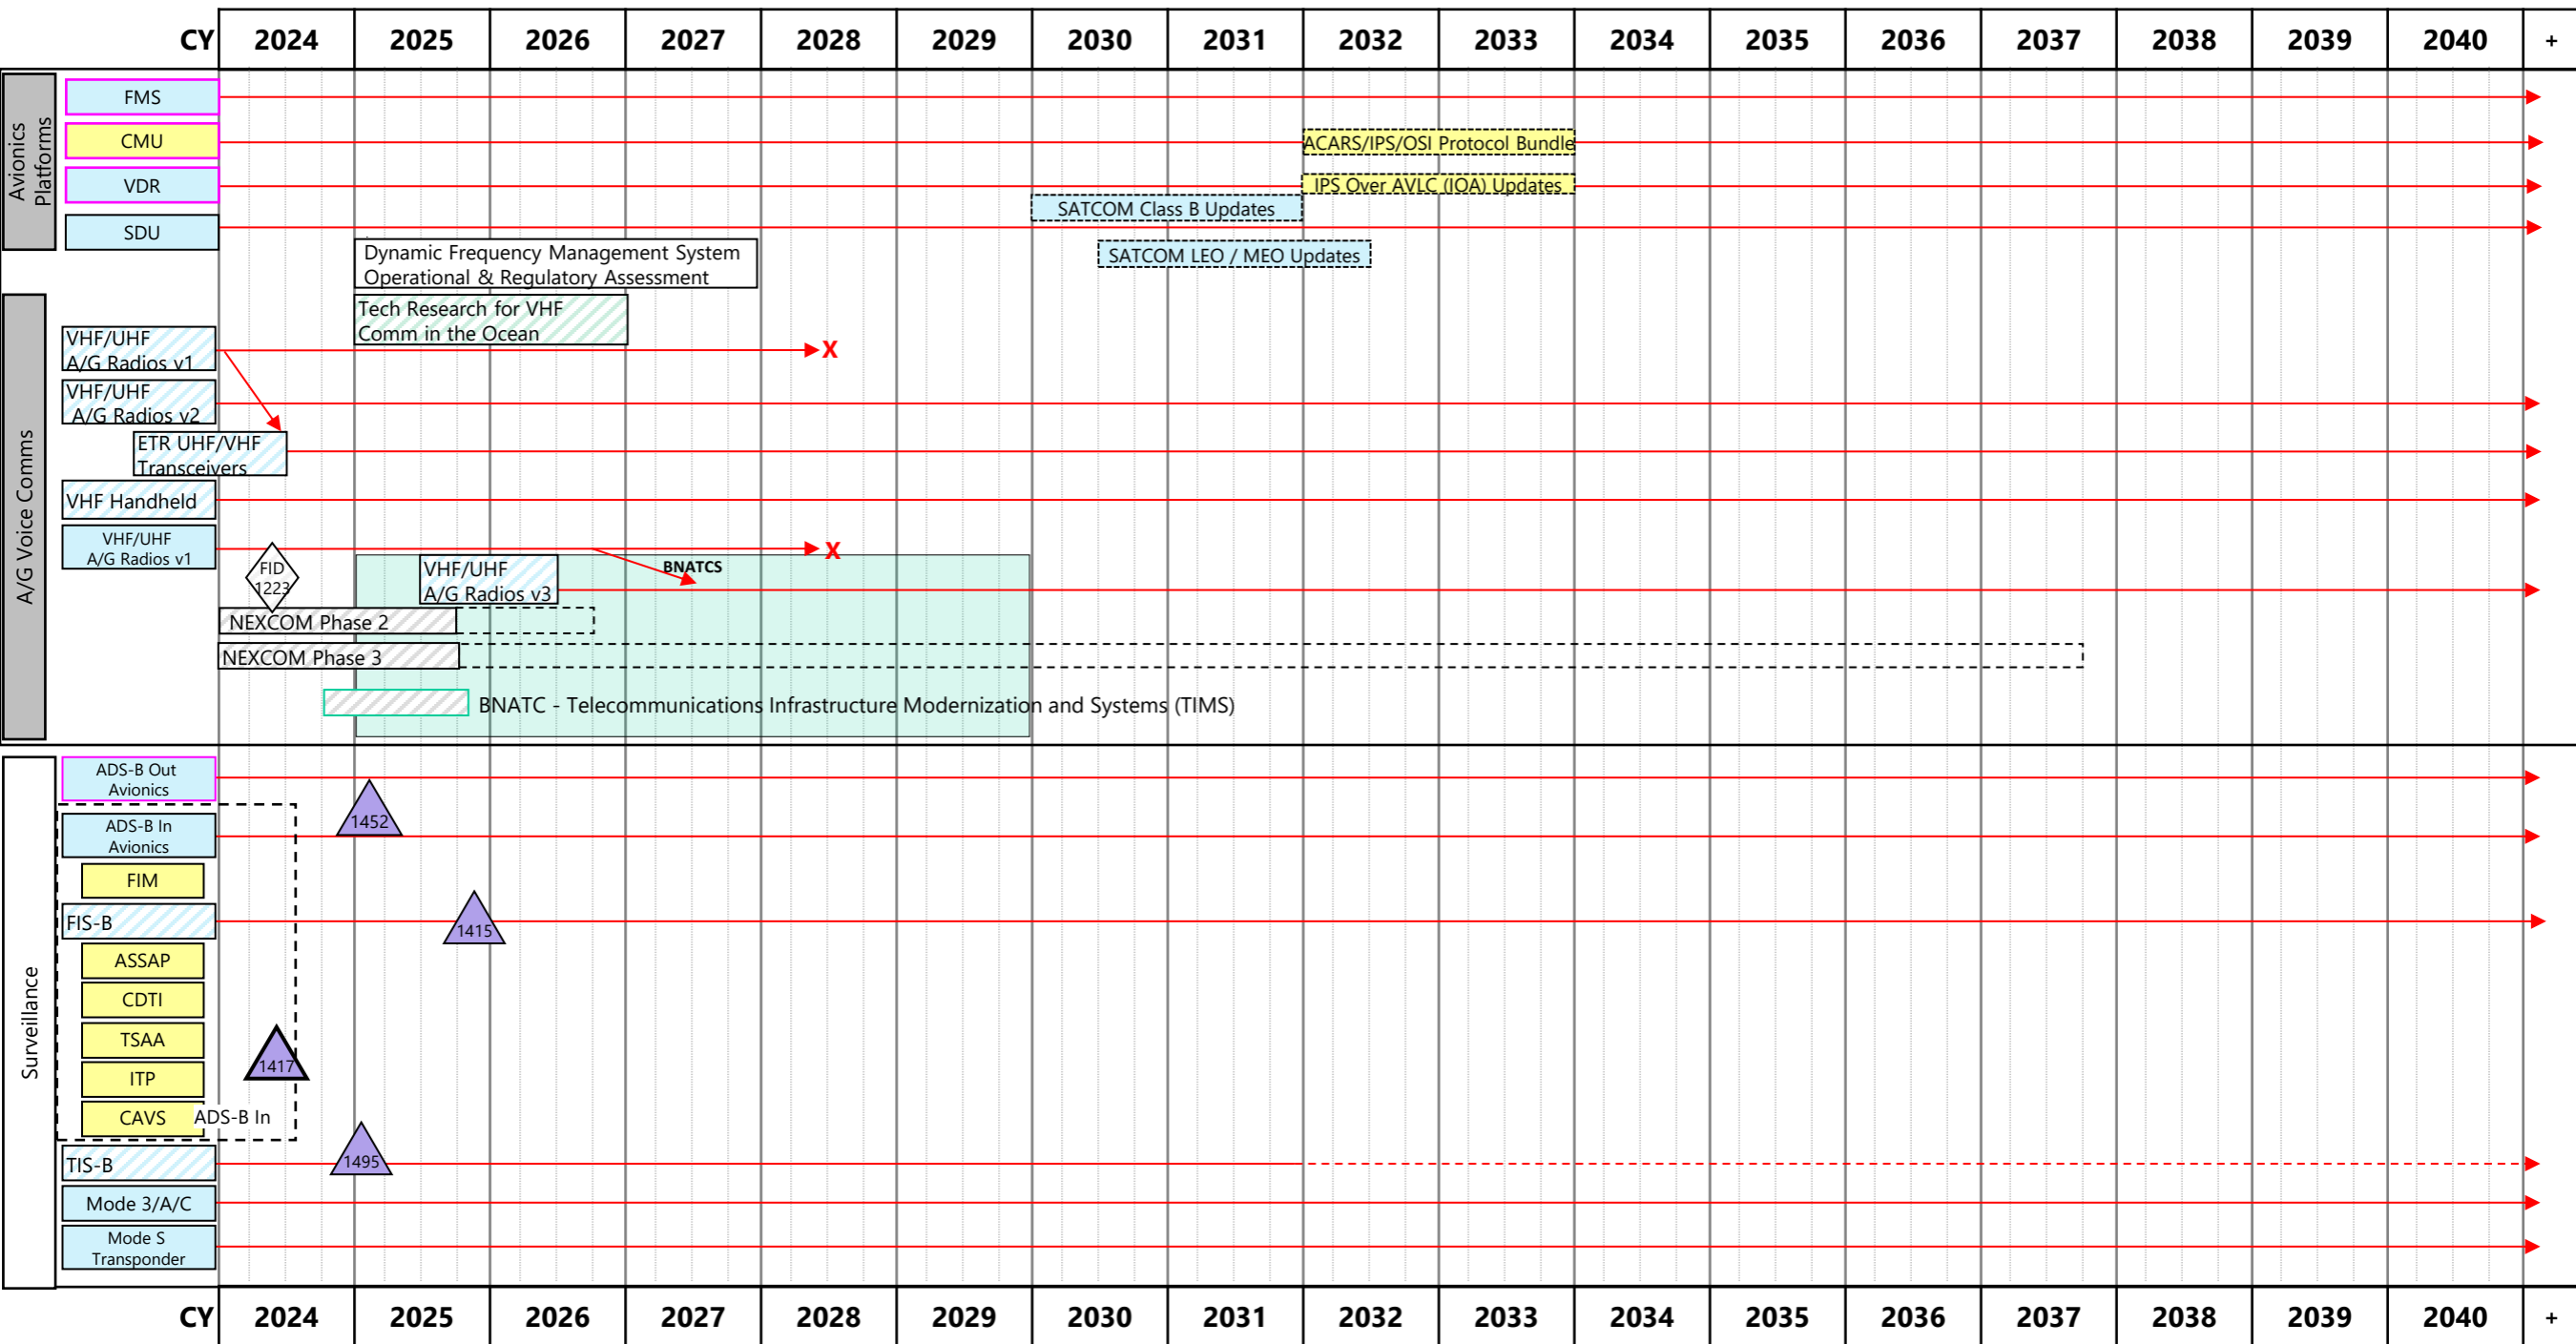 CY 2024 2025 2026 2027 2028 2029 2030 2031 2032 2033 2034 2035 2036 2037 2038 2039 2040 +
Avionics
Platforms
FMS
CMU
ACARS/IPS/OSI Protocol Bundle
VDR
IPS Over AVLC (IOA) Updates
SATCOM Class B Updates
SDU
Dynamic Frequency Management System
Operational & Regulatory Assessment
SATCOM LEO / MEO Updates
A/G Voice Comms
Tech Research for VHF
Comm in the Ocean
VHF/UHF
A/G Radios v1
X
VHF/UHF
A/G Radios v2
ETR UHF/VHF
Transceivers
VHF Handheld
VHF/UHF
A/G Radios v1
X
FID
1223
VHF/UHF
A/G Radios v3
BNATCS
NEXCOM Phase 2
NEXCOM Phase 3
BNATC - Telecommunications Infrastructure Modernization and Systems (TIMS)
Surveillance
ADS-B Out
Avionics
1452
ADS-B In
Avionics
FIM
FIS-B
1415
ASSAP
CDTI
TSAA
1417
ITP
CAVS
ADS-B In
TIS-B
1495
Mode 3/A/C
Mode S
Transponder
CY 2024 2025 2026 2027 2028 2029 2030 2031 2032 2033 2034 2035 2036 2037 2038 2039 2040 +